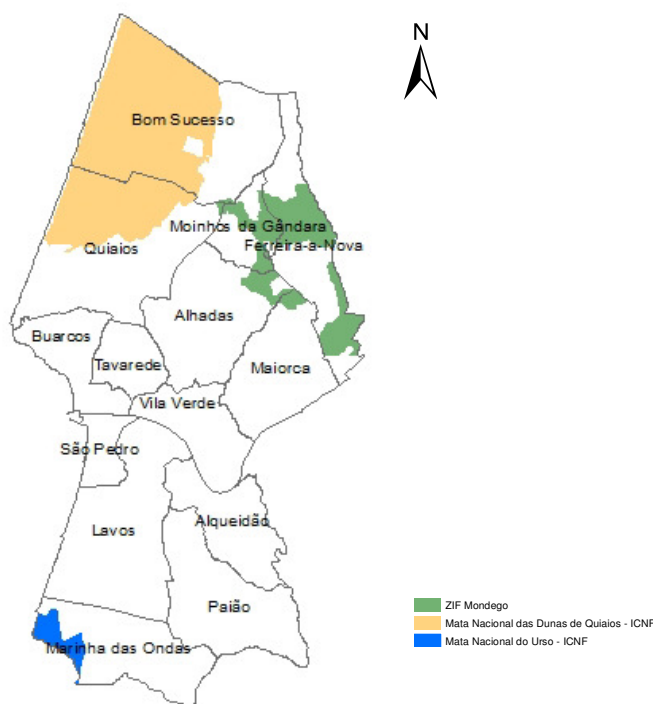 N
Bom Sucesso
Moinhos da Gândara
Ferreira-a-Nova
Quiaios
Alhadas
Buarcos
Tavarede
Maiorca
Vila Verde
São Pedro
Lavos
Alqueidão
Paião
Marinha das Ondas
ZIF Mondego
Mata Nacional das Dunas de Quiaios - ICNF
Mata Nacional do Urso - ICNF